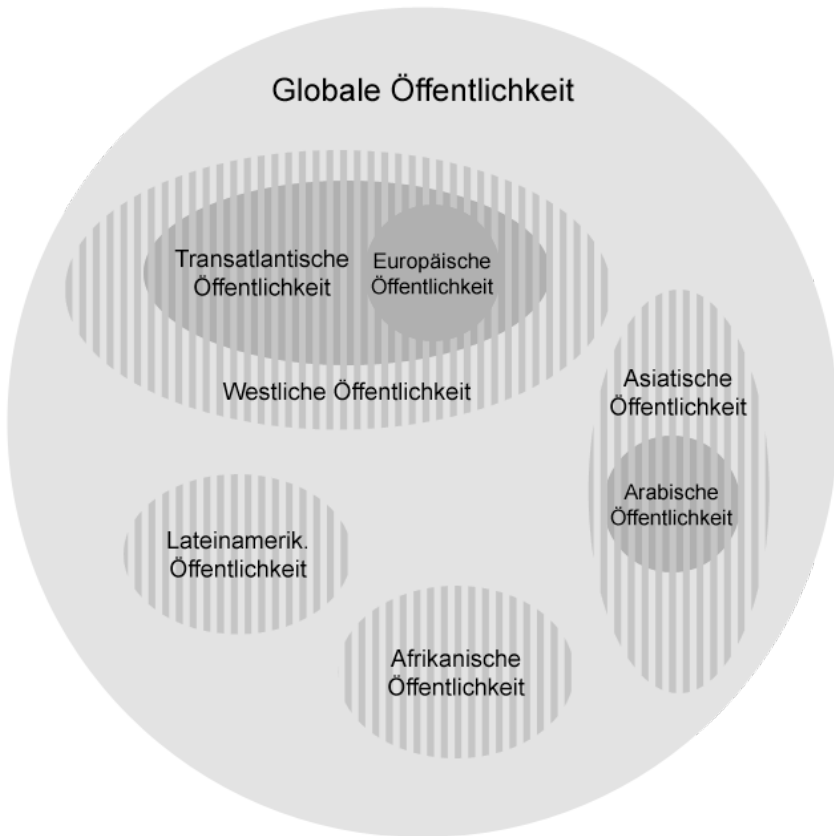 Globale Öffentlichkeit
Transatlantische
Öffentlichkeit
Europäische
Öffentlichkeit
Westliche Öffentlichkeit
Asiatische
Öffentlichkeit
Arabische
Öffentlichkeit
Lateinamerik.
Öffentlichkeit
Afrikanische
Öffentlichkeit